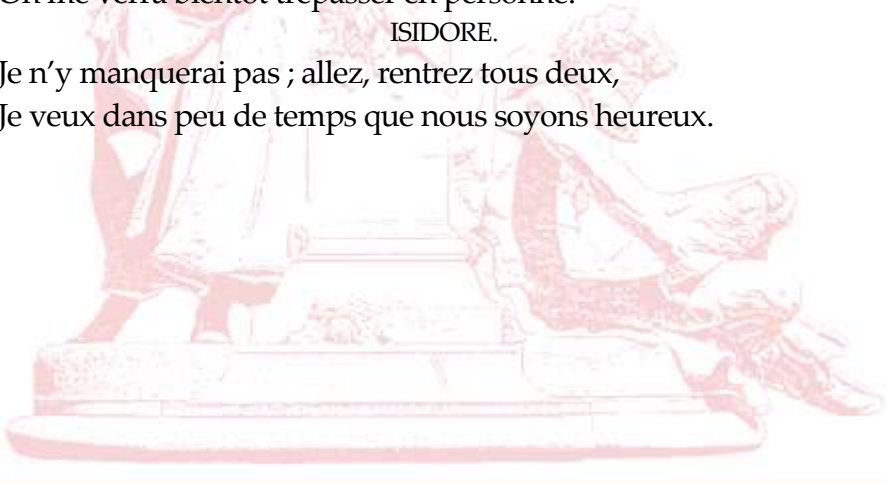 On me verra bientôt trépasser en personne.
ISIDORE.
Je n’y manquerai pas ; allez, rentrez tous deux,
Je veux dans peu de temps que nous soyons heureux.